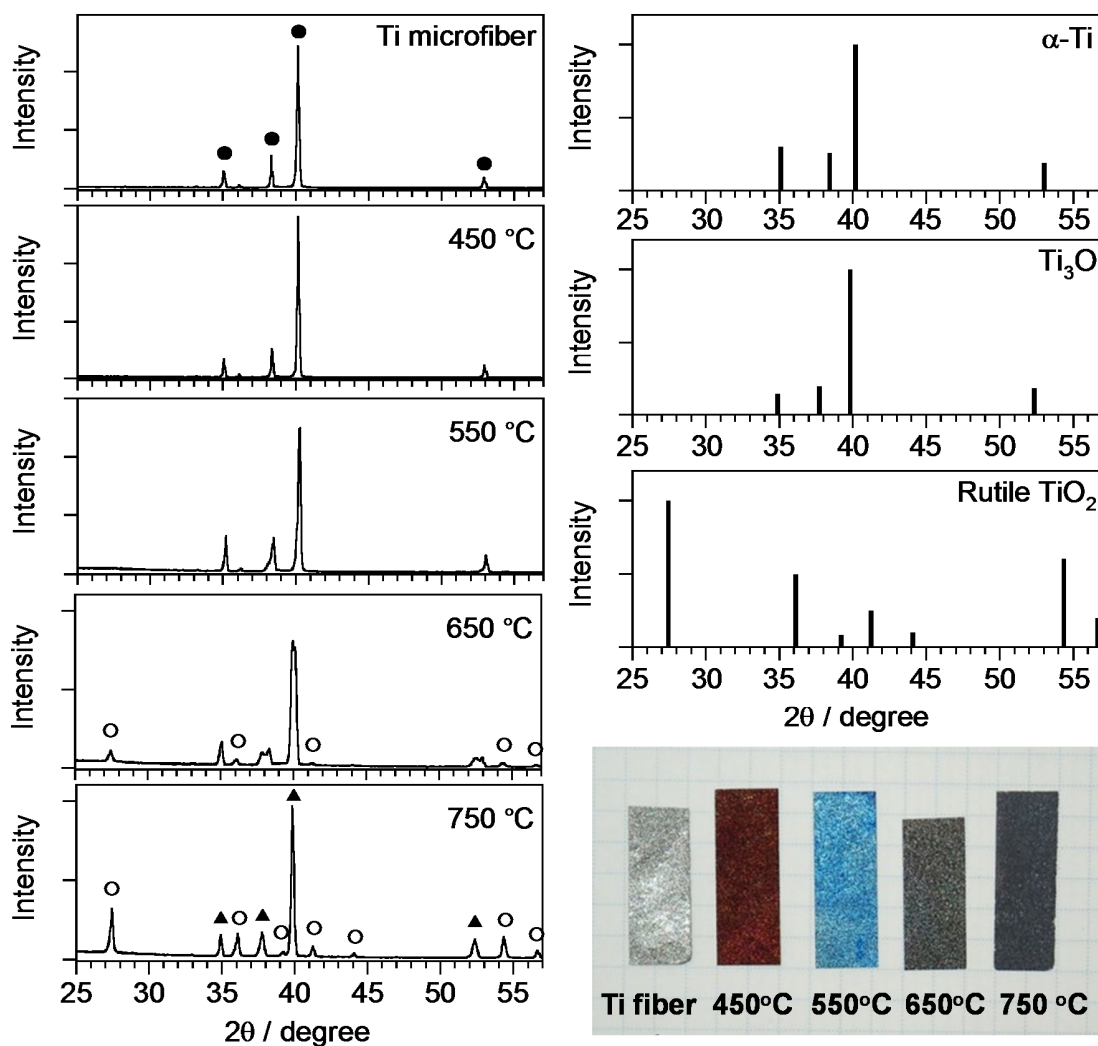 Ti microfiber
Intensity
450 °C
Intensity
550 °C
Intensity
650 °C
Intensity
750 °C
Intensity
25 30 35 40 45 50 55
2θ / degree
α-Ti
Intensity
25 30 35 40 45 50 55
Ti₃O
Intensity
25 30 35 40 45 50 55
Rutile TiO₂
Intensity
25 30 35 40 45 50 55
2θ / degree
Ti fiber 450°C 550°C 650°C 750 °C